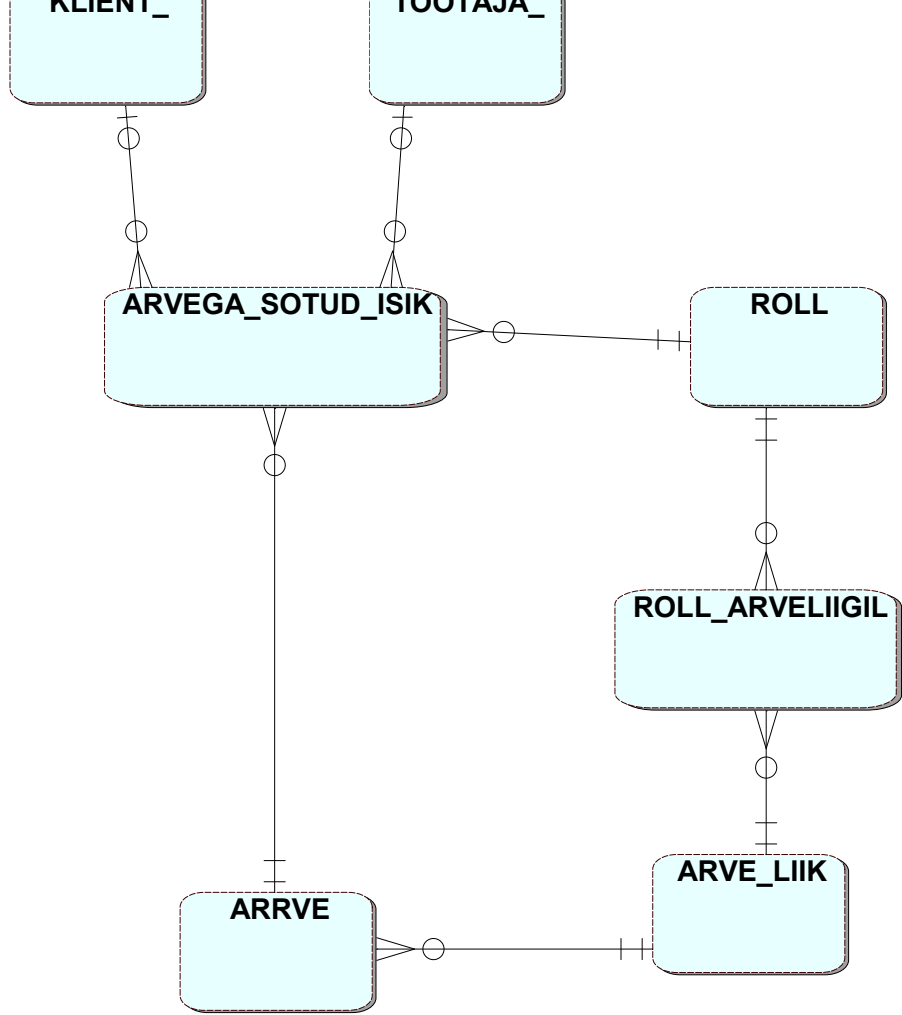 KLIENT_
TOOTAJA_
ARVEGA_SOTUD_ISIK
ROLL
ROLL_ARVELIIGIL
ARVE_LIIK
ARRVE